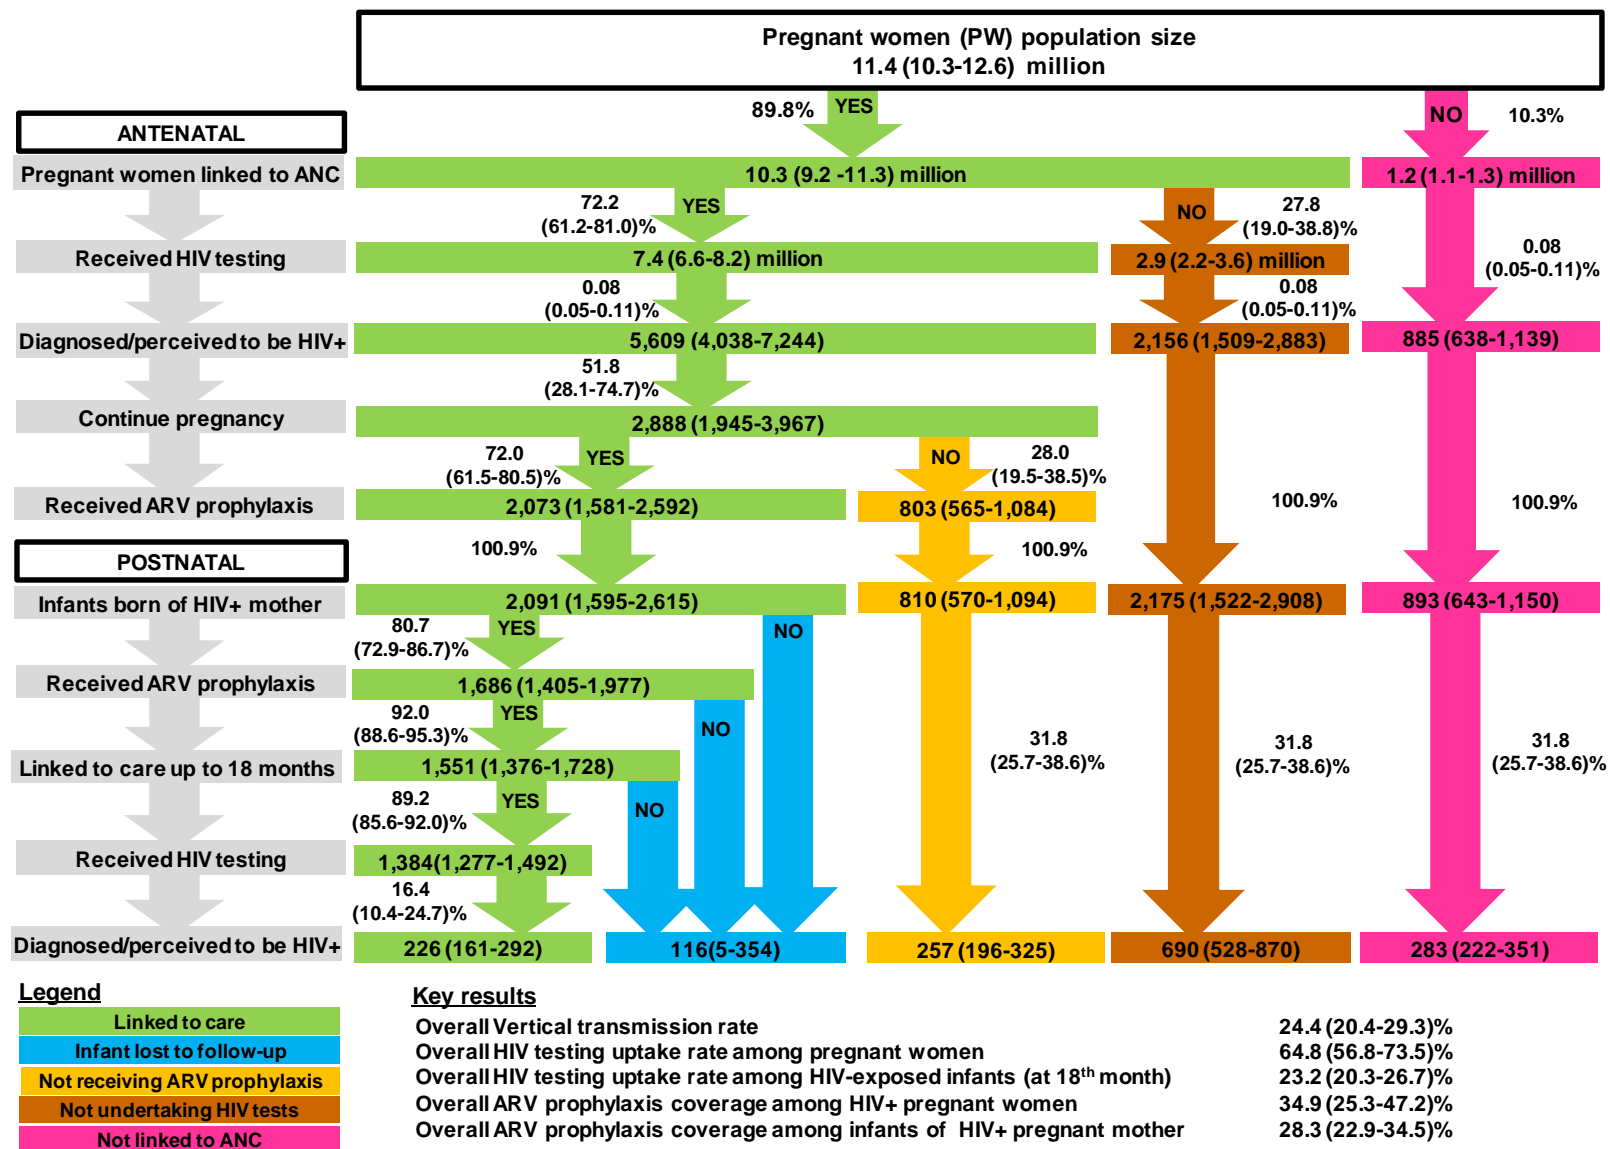 Pregnant women (PW) population size
11.4 (10.3-12.6) million
89.8%
YES
NO
10.3%
ANTENATAL
Pregnant women linked to ANC
10.3 (9.2 -11.3) million
1.2 (1.1-1.3) million
72.2
(61.2-81.0)%
YES
NO
27.8
(19.0-38.8)%
0.08
(0.05-0.11)%
Received HIV testing
7.4 (6.6-8.2) million
2.9 (2.2-3.6) million
0.08
(0.05-0.11)%
0.08
(0.05-0.11)%
Diagnosed/perceived to be HIV+
5,609 (4,038-7,244)
2,156 (1,509-2,883)
885 (638-1,139)
51.8
(28.1-74.7)%
Continue pregnancy
2,888 (1,945-3,967)
72.0
(61.5-80.5)%
YES
NO
28.0
(19.5-38.5)%
Received ARV prophylaxis
2,073 (1,581-2,592)
803 (565-1,084)
100.9%
100.9%
100.9%
100.9%
POSTNATAL
Infants born of HIV+ mother
2,091 (1,595-2,615)
810 (570-1,094)
2,175 (1,522-2,908)
893 (643-1,150)
80.7
(72.9-86.7)%
YES
NO
Received ARV prophylaxis
1,686 (1,405-1,977)
92.0
(88.6-95.3)%
YES
NO
31.8
(25.7-38.6)%
31.8
(25.7-38.6)%
31.8
(25.7-38.6)%
Linked to care up to 18 months
1,551 (1,376-1,728)
89.2
(85.6-92.0)%
YES
NO
Received HIV testing
1,384(1,277-1,492)
16.4
(10.4-24.7)%
Diagnosed/perceived to be HIV+
226 (161-292)
116(5-354)
257 (196-325)
690 (528-870)
283 (222-351)
Legend
Linked to care
Infant lost to follow-up
Not receiving ARV prophylaxis
Not undertaking HIV tests
Not linked to ANC
Key results
Overall Vertical transmission rate 24.4 (20.4-29.3)%
Overall HIV testing uptake rate among pregnant women 64.8 (56.8-73.5)%
Overall HIV testing uptake rate among HIV-exposed infants (at 18th month) 23.2 (20.3-26.7)%
Overall ARV prophylaxis coverage among HIV+ pregnant women 34.9 (25.3-47.2)%
Overall ARV prophylaxis coverage among infants of HIV+ pregnant mother 28.3 (22.9-34.5)%